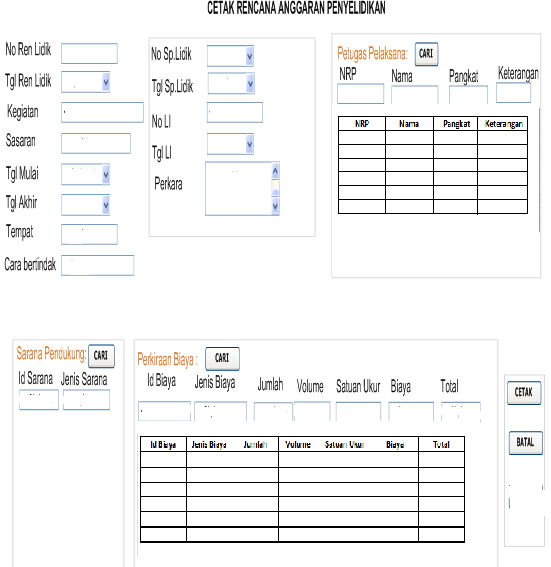 CETAK RENCANA ANGGARAN PENYELIDIKAN
No Ren Lidik
Tgl Ren Lidik
Kegiatan
Sasaran
Tgl Mulai
Tgl Akhir
Tempat
Cara bertindak
No Sp.Lidik
Tgl Sp.Lidik
No LI
Tgl LI
Perkara
Petugas Pelaksana: CARI
NRP Nama Pangkat Keterangan
NRP Nama Pangkat Keterangan
Sarana Pendukung: CARI
Id Sarana Jenis Sarana
Perkiraan Biaya : CARI
Id Biaya Jenis Biaya Jumlah Volume Satuan Ukur Biaya Total
Id Biaya Jenis Biaya Jumlah Volume Satuan Ukur Biaya Total
CETAK
BATAL